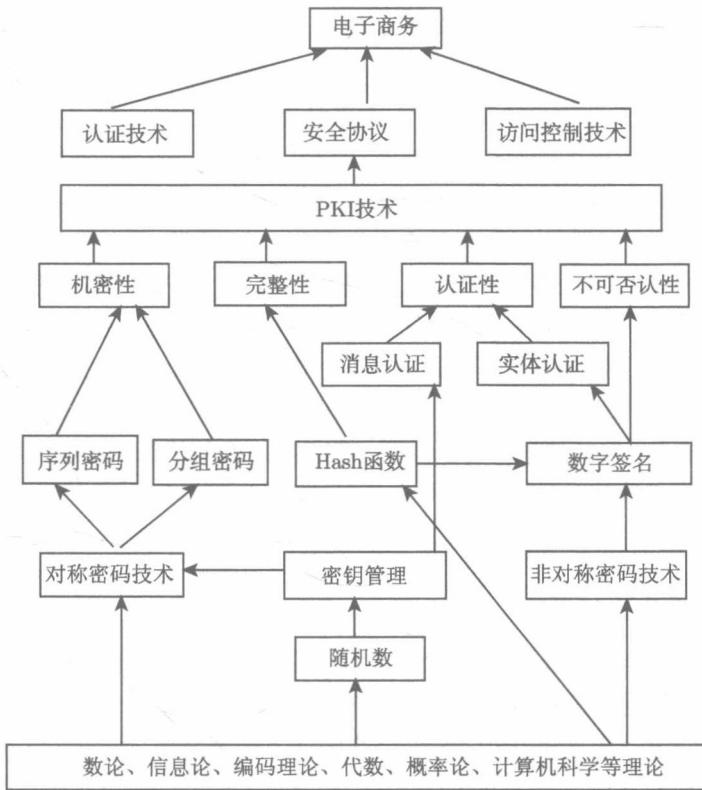 电子商务
认证技术
安全协议
访问控制技术
PKI技术
机密性
完整性
认证性
不可否认性
消息认证
实体认证
序列密码
分组密码
Hash函数
数字签名
对称密码技术
密钥管理
非对称密码技术
随机数
数论、信息论、编码理论、代数、概率论、计算机科学等理论